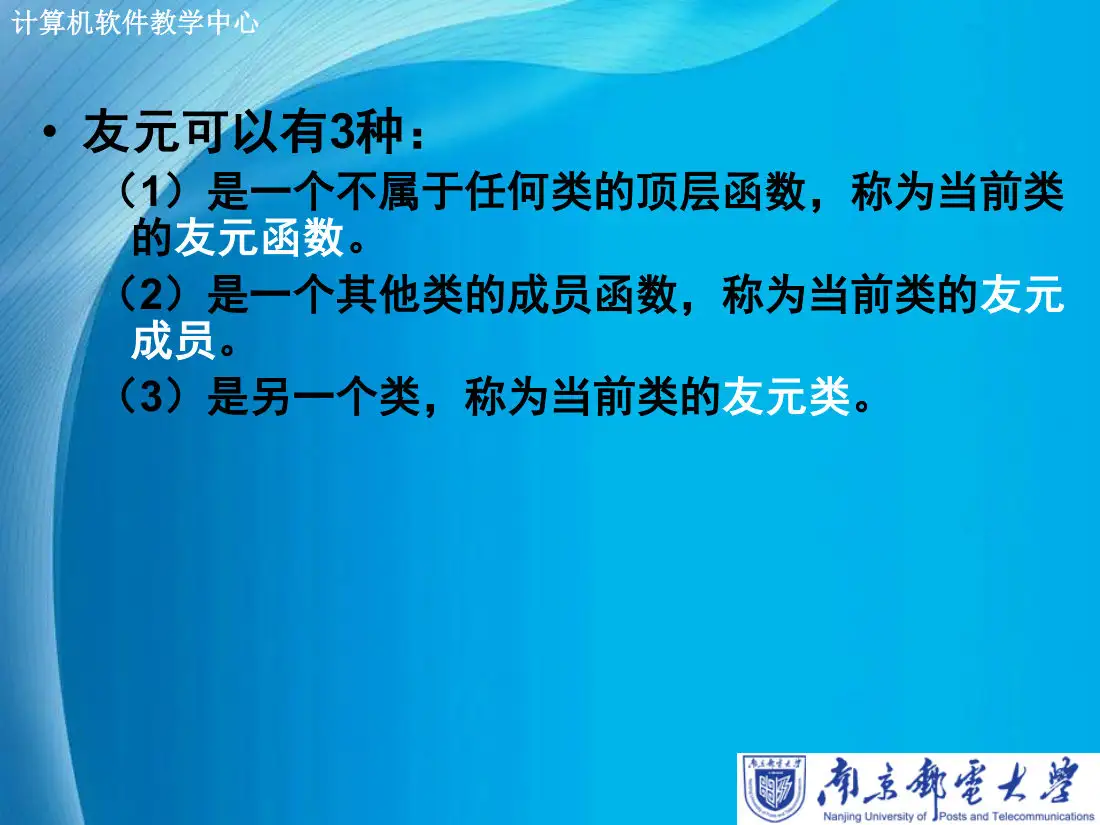 计算机软件教学中心
• 友元可以有3种：
（1）是一个不属于任何类的顶层函数，称为当前类
的友元函数。
（2）是一个其他类的成员函数，称为当前类的友元
成员。
（3）是另一个类，称为当前类的友元类。
南京郵電大學
Nanjing University of Posts and Telecommunications